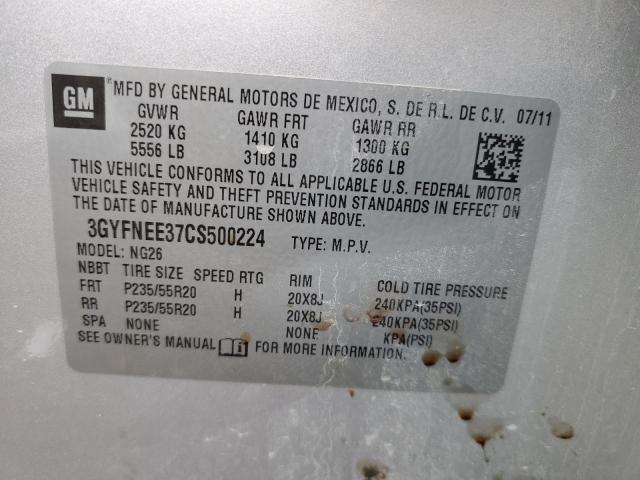 GM ® MFD BY GENERAL MOTORS DE MEXICO, S. DE R.L. DE C.V. 07/11
GVWR GAWR FRT GAWR RR
2520 KG 1410 KG 1300 KG
5556 LB 3108 LB 2866 LB
THIS VEHICLE CONFORMS TO ALL APPLICABLE U.S. FEDERAL MOTOR
VEHICLE SAFETY AND THEFT PREVENTION STANDARDS IN EFFECT ON
THE DATE OF MANUFACTURE SHOWN ABOVE.
3GYFNEE37CS500224 TYPE: M.P.V.
MODEL: NG26
NBBT TIRE SIZE SPEED RTG RIM COLD TIRE PRESSURE
FRT P235/55R20 H 20X8J 240KPA(35PSI)
RR P235/55R20 H 20X8J 240KPA(35PSI)
SPA NONE NONE KPA(PSI)
SEE OWNER'S MANUAL i FOR MORE INFORMATION.